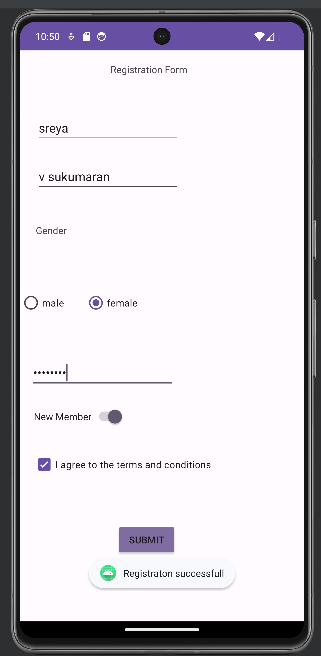 10:50
Registration Form
sreya
v sukumaran
Gender
male female
••••••••
New Member
I agree to the terms and conditions
SUBMIT
Registraton successfull